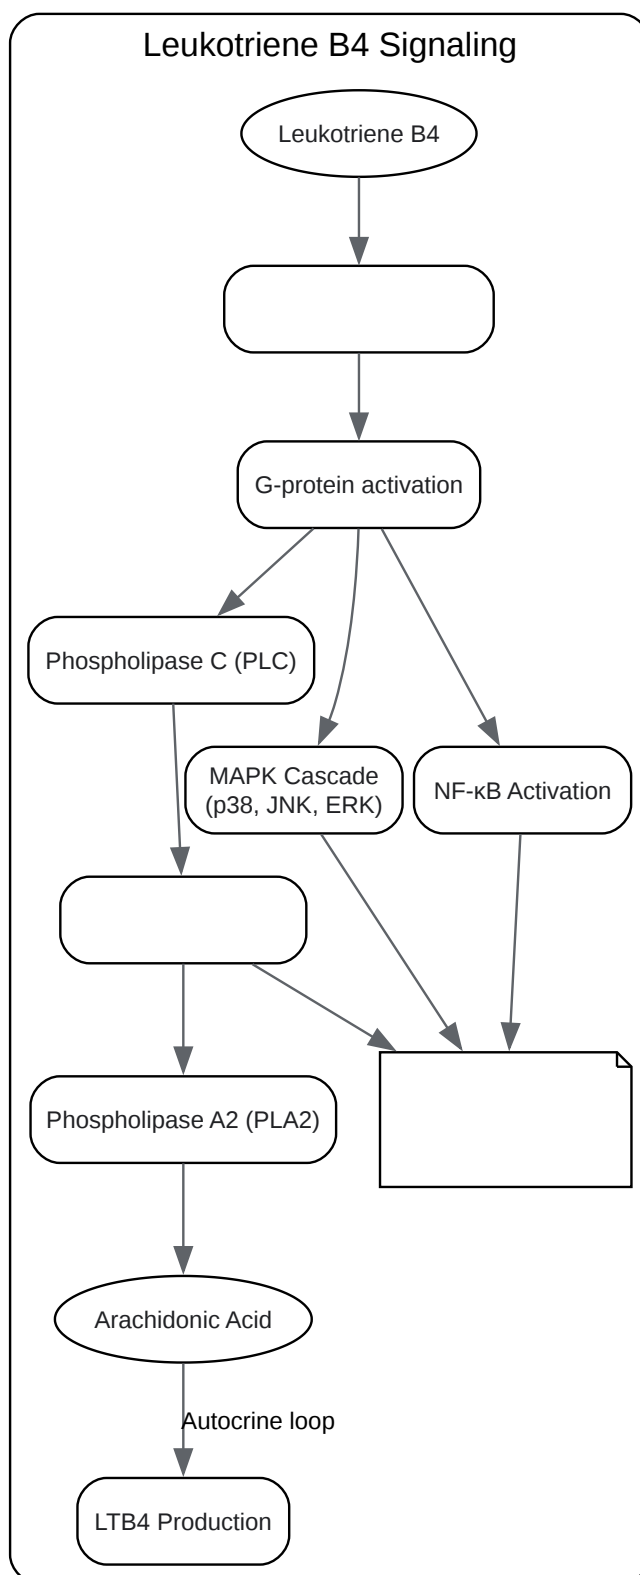 Leukotriene B4 Signaling
Leukotriene B4
G-protein activation
Phospholipase C (PLC)
MAPK Cascade
(p38, JNK, ERK)
NF-κB Activation
Phospholipase A2 (PLA2)
Arachidonic Acid
Autocrine loop
LTB4 Production